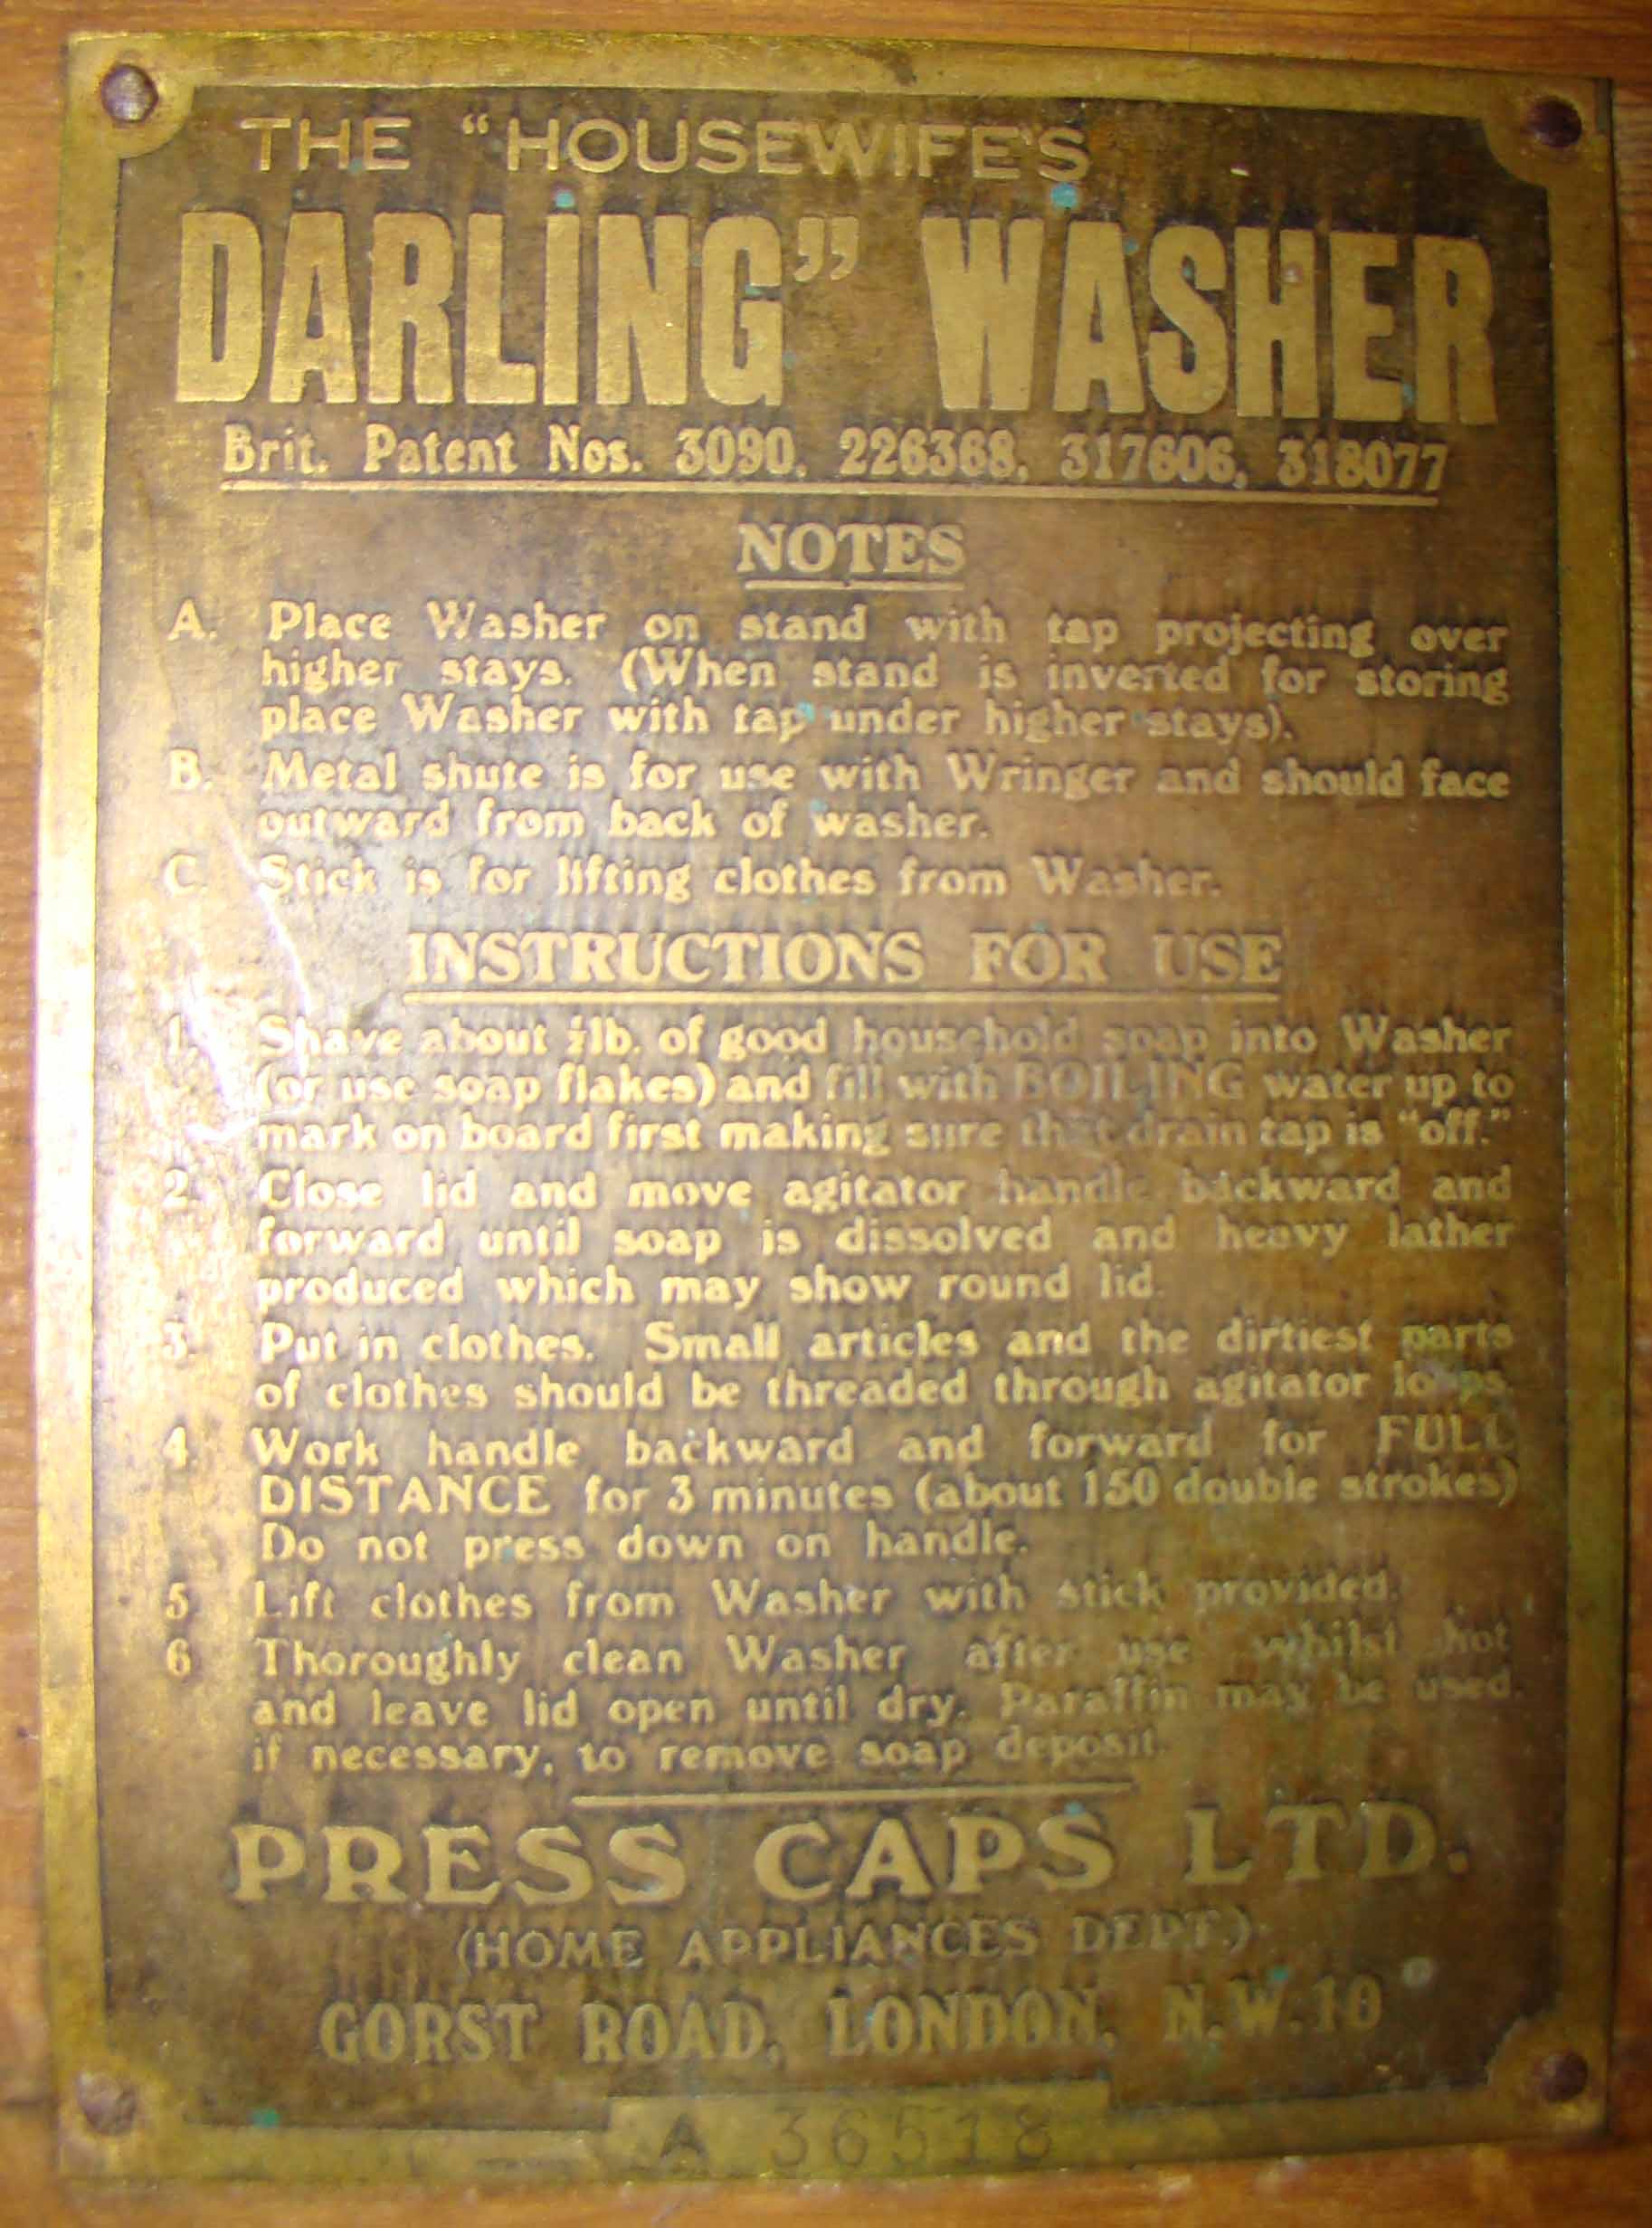 THE "HOUSEWIFE'S
DARLING" WASHER
Brit. Patent Nos. 3090, 226368, 317606, 318077
NOTES
A. Place Washer on stand with tap projecting over
higher stays. (When stand is inverted for storing
place Washer with tap under higher stays).
B. Metal shute is for use with Wringer and should face
outward from back of washer.
C. Stick is for lifting clothes from Washer.
INSTRUCTIONS FOR USE
1. Shave about lb. of good household soap into Washer
(or use soap flakes) and fill with BOILING water up to
mark on board first making sure that drain tap is "off."
2. Close lid and move agitator handle backward and
forward until soap is dissolved and heavy lather
produced which may show round lid.
3. Put in clothes. Small articles and the dirtiest parts
of clothes should be threaded through agitator loops.
4. Work handle backward and forward for FULL
DISTANCE for 3 minutes (about 150 double strokes)
Do not press down on handle.
5. Lift clothes from Washer with stick provided.
6 Thoroughly clean Washer after use whilst hot
and leave lid open until dry. Paraffin may be used,
if necessary, to remove soap deposit.
PRESS CAPS LTD.
(HOME APPLIANCES DEPT.)
GORST ROAD, LONDON, N.W.10
A 36518